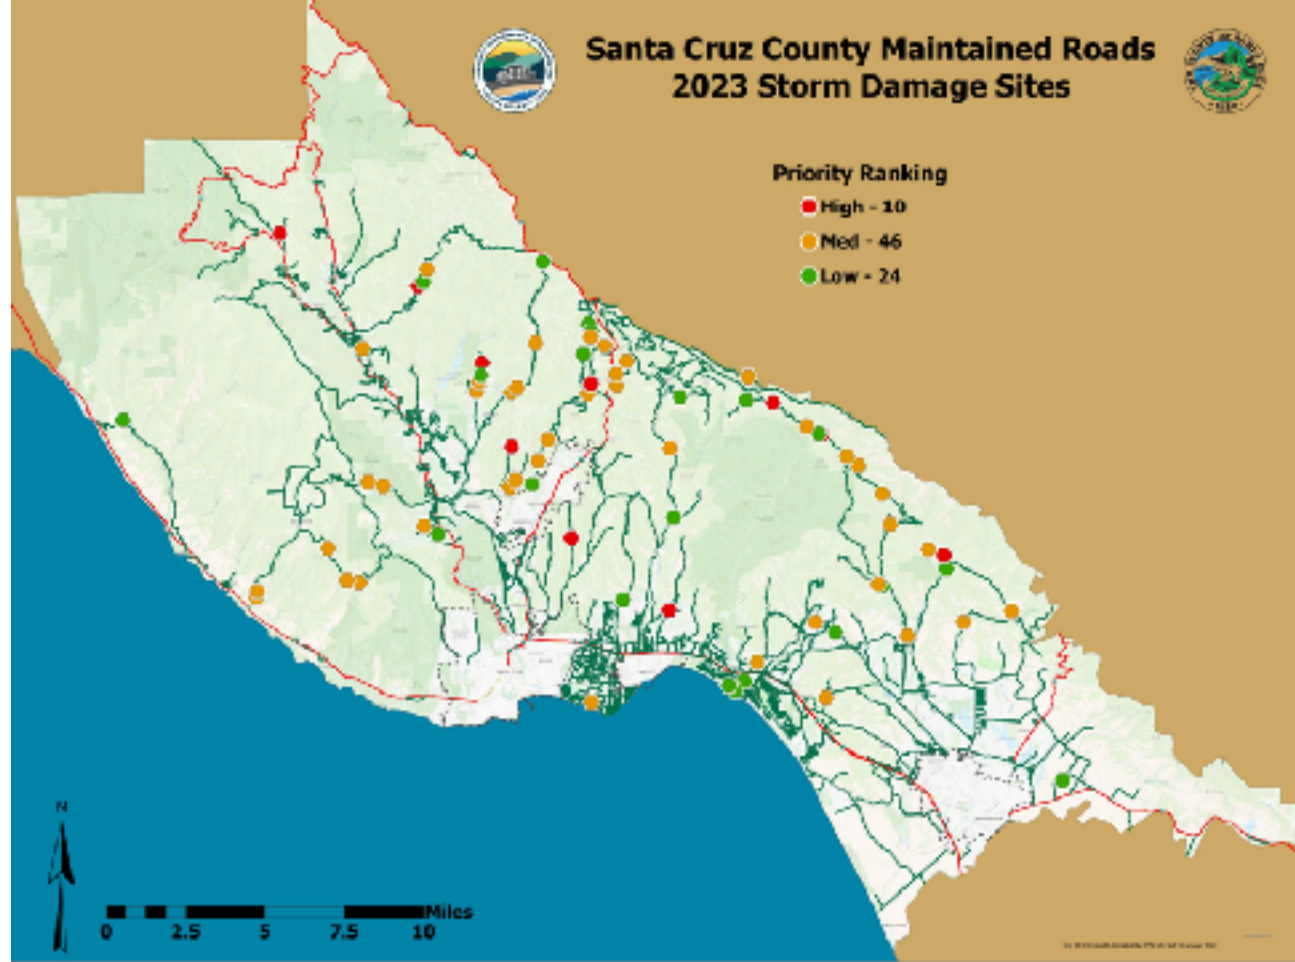 Santa Cruz County Maintained Roads
2023 Storm Damage Sites
Priority Ranking
High - 10
Med - 46
Low - 24
N
Miles
0 2.5 5 7.5 10